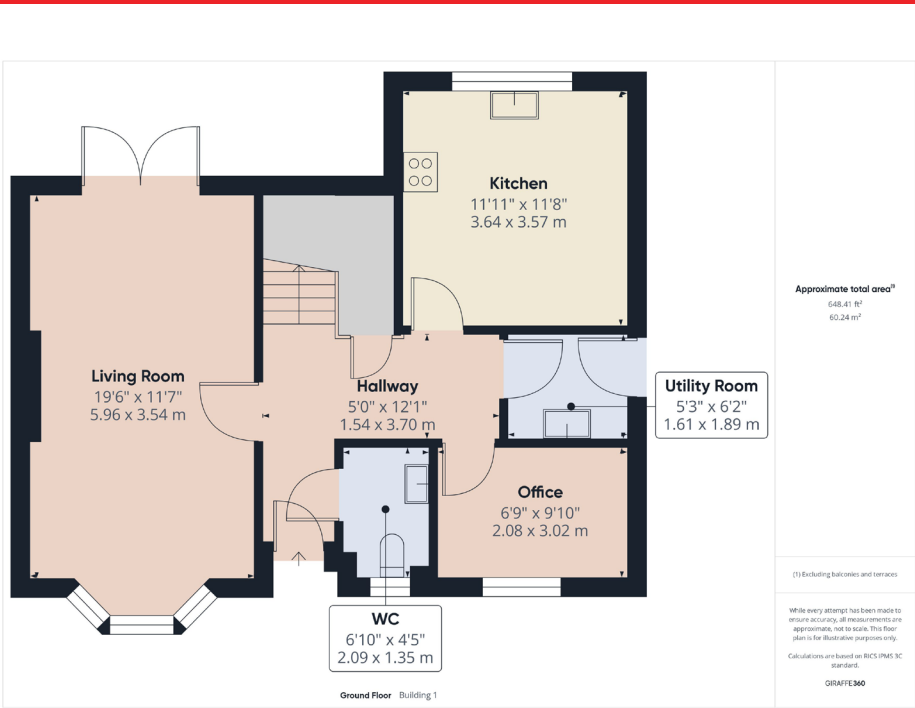 Kitchen
11'11" x 11'8"
3.64 x 3.57 m
Living Room
19'6" x 11'7"
5.96 x 3.54 m
Hallway
5'0" x 12'1"
1.54 x 3.70 m
Utility Room
5'3" x 6'2"
1.61 x 1.89 m
Office
6'9" x 9'10"
2.08 x 3.02 m
WC
6'10" x 4'5"
2.09 x 1.35 m
Ground Floor Building 1
Approximate total area⁽¹⁾
648.41 ft²
60.24 m²
(1) Excluding balconies and terraces
While every attempt has been made to
ensure accuracy, all measurements are
approximate, not to scale. This floor
plan is for illustrative purposes only.
Calculations are based on RICS IPMS 3C
standard.
GIRAFFE360